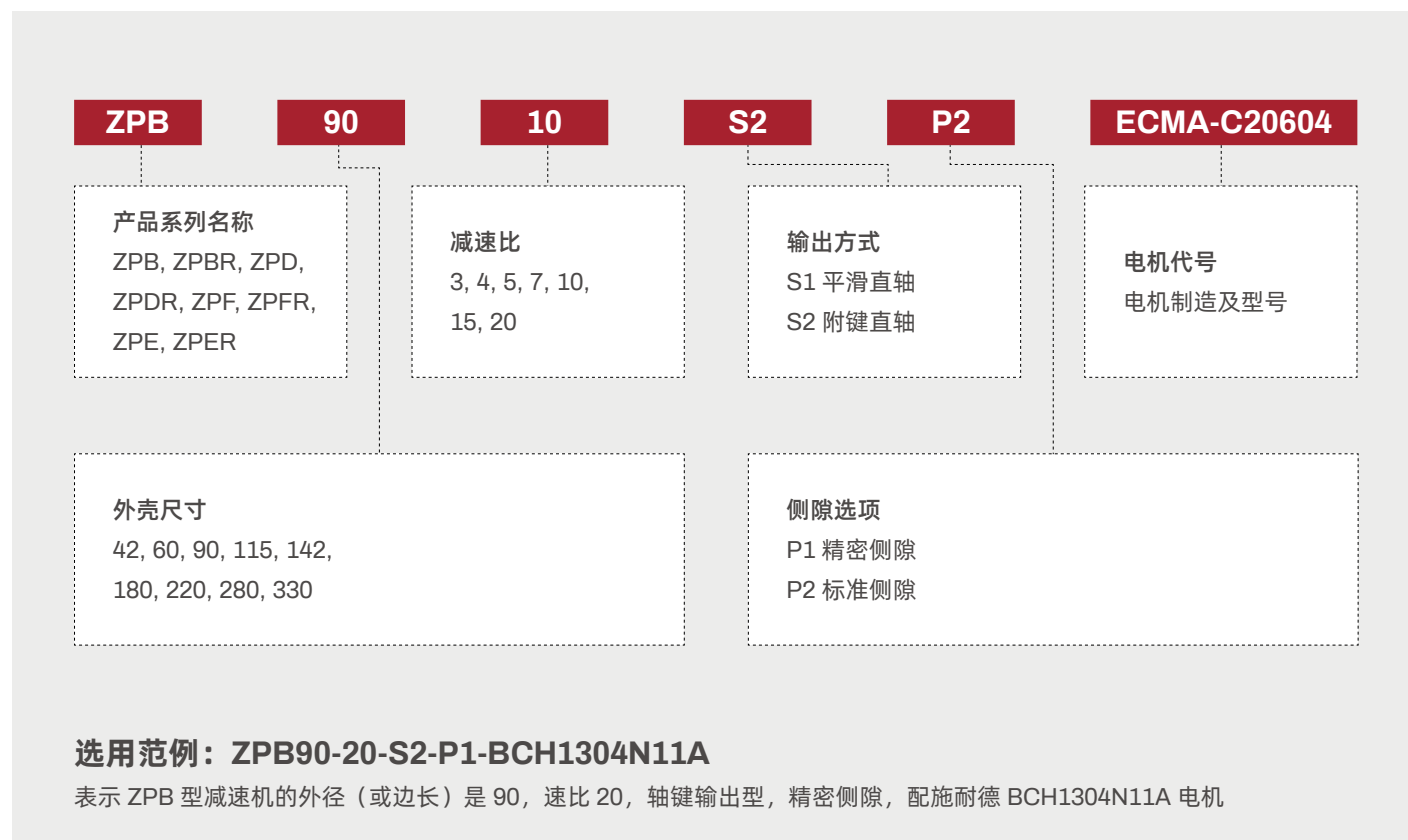 ZPB
90
10
S2
P2
ECMA-C20604
产品系列名称
ZPB, ZPBR, ZPD,
ZPDR, ZPF, ZPFR,
ZPE, ZPER
减速比
3, 4, 5, 7, 10,
15, 20
输出方式
S1 平滑直轴
S2 附键直轴
电机代号
电机制造及型号
外壳尺寸
42, 60, 90, 115, 142,
180, 220, 280, 330
侧隙选项
P1 精密侧隙
P2 标准侧隙
选用范例：ZPB90-20-S2-P1-BCH1304N11A
表示 ZPB 型减速机的外径（或边长）是 90，速比 20，轴键输出型，精密侧隙，配施耐德 BCH1304N11A 电机